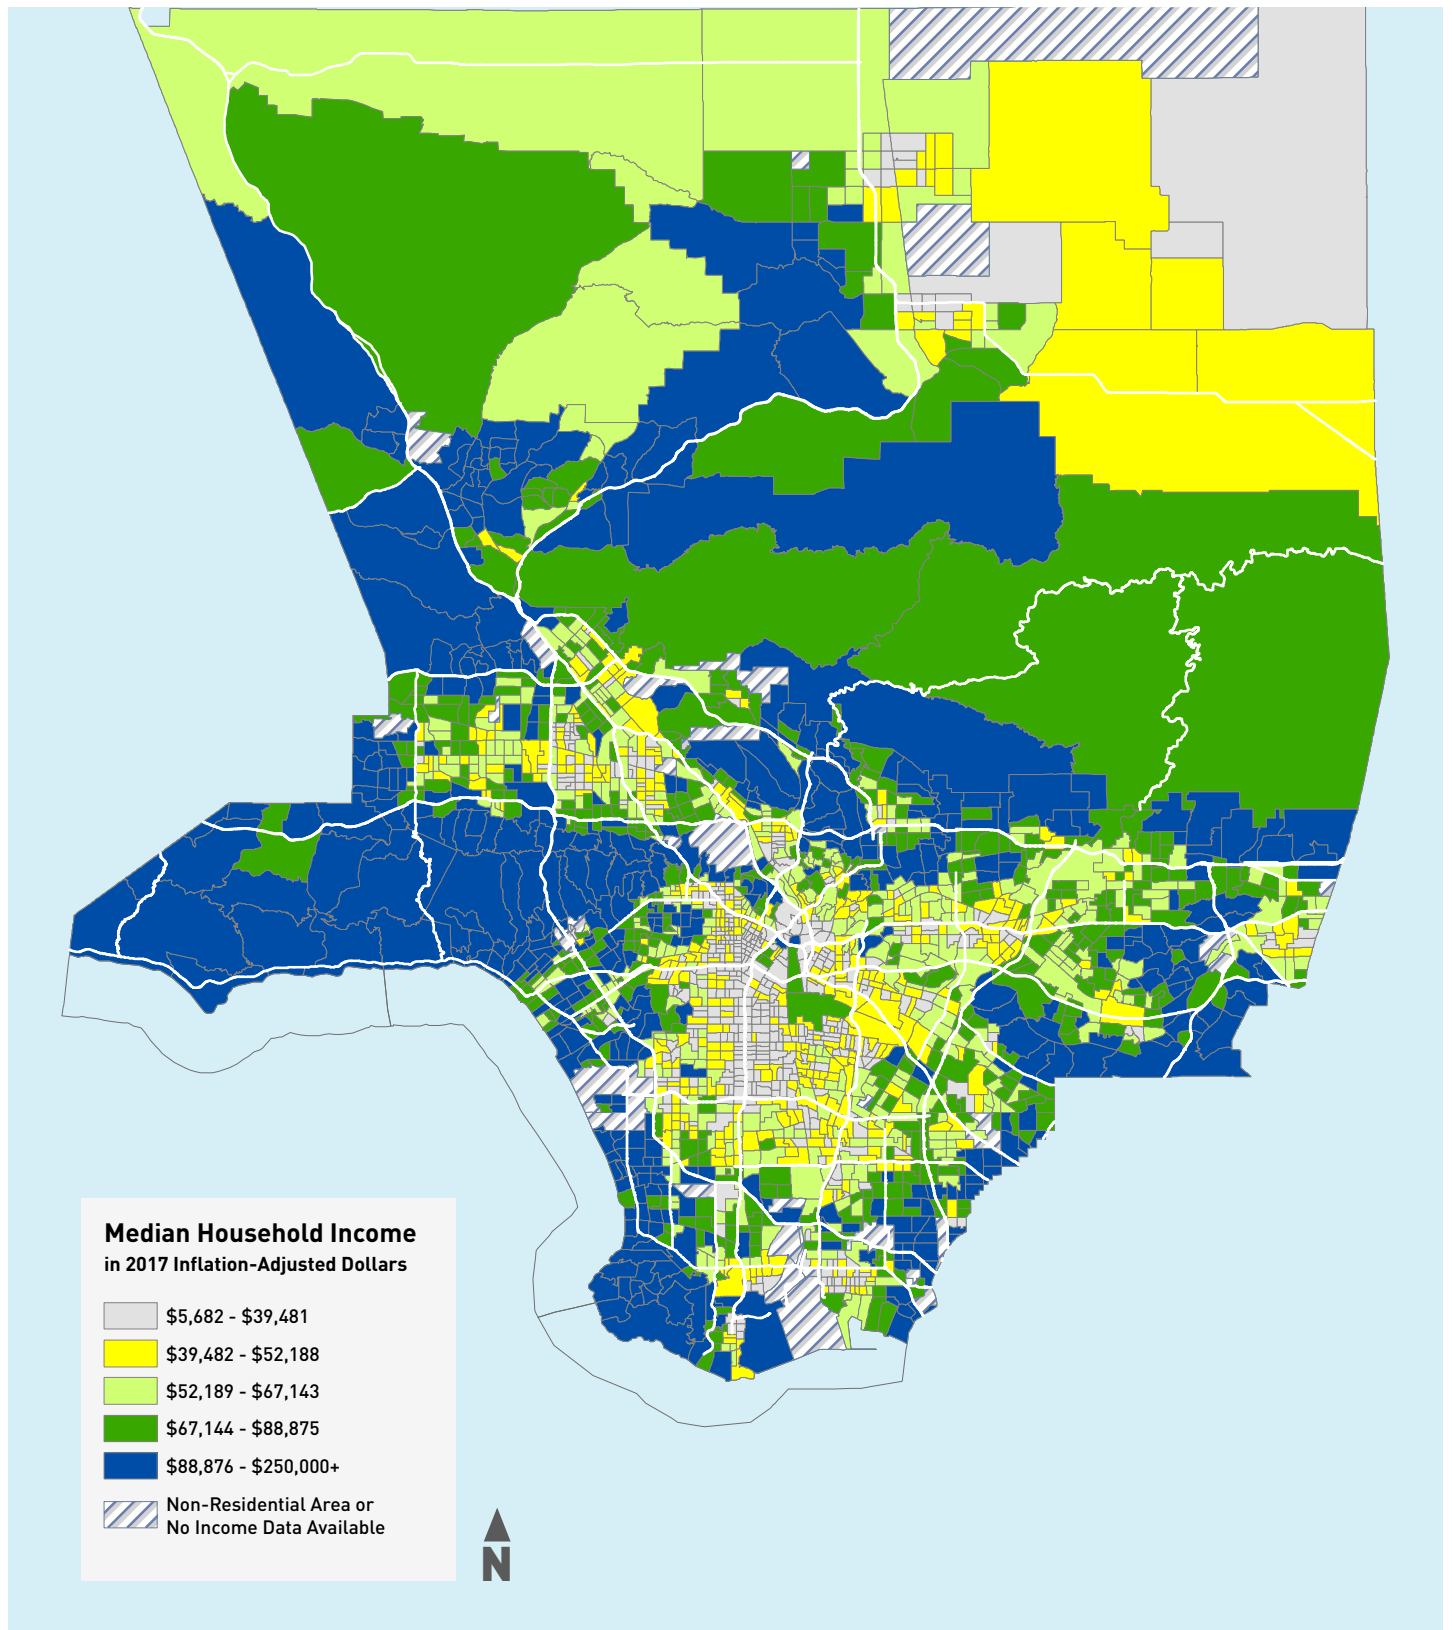 Median Household Income
in 2017 Inflation-Adjusted Dollars
$5,682 - $39,481
$39,482 - $52,188
$52,189 - $67,143
$67,144 - $88,875
$88,876 - $250,000+
Non-Residential Area or
No Income Data Available
N